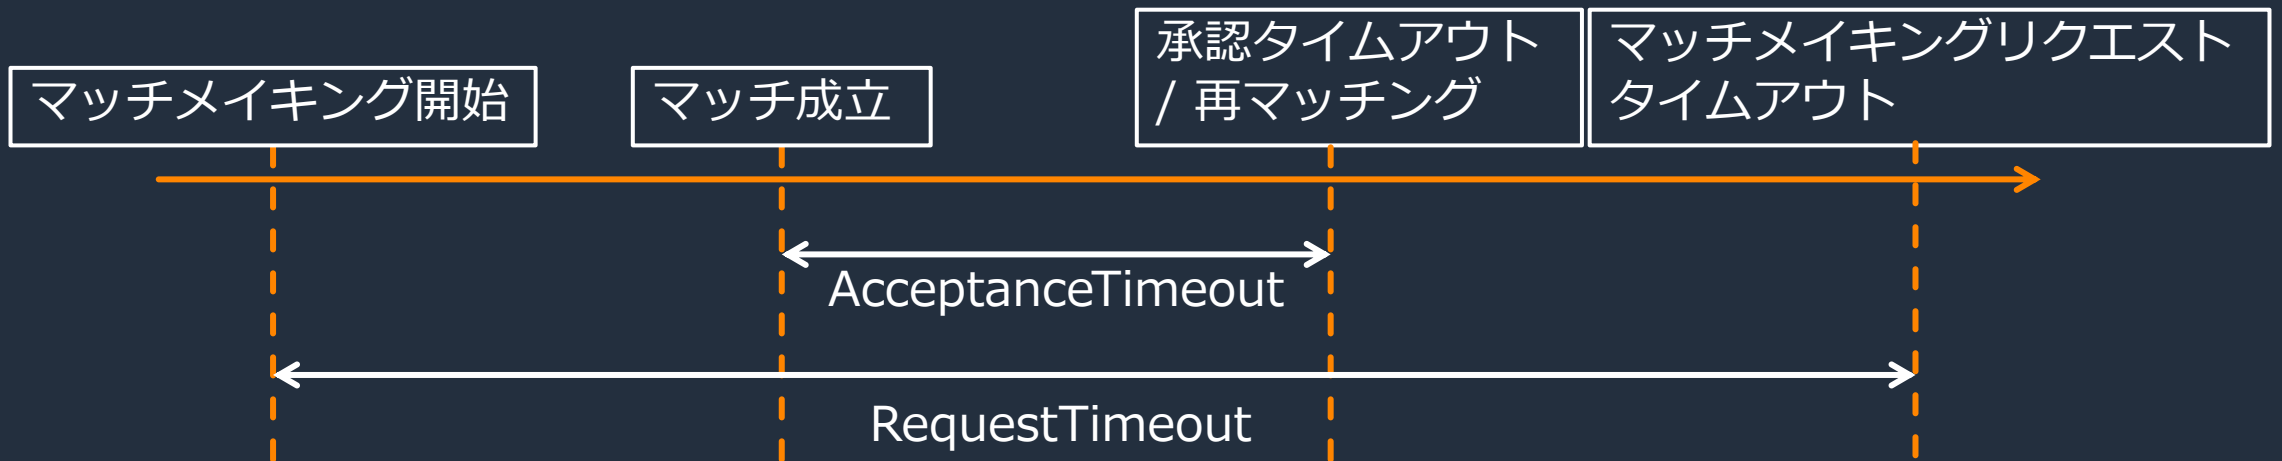 マッチメイキング開始
マッチ成立
承認タイムアウト
/ 再マッチング
マッチメイキングリクエスト
タイムアウト
AcceptanceTimeout
RequestTimeout